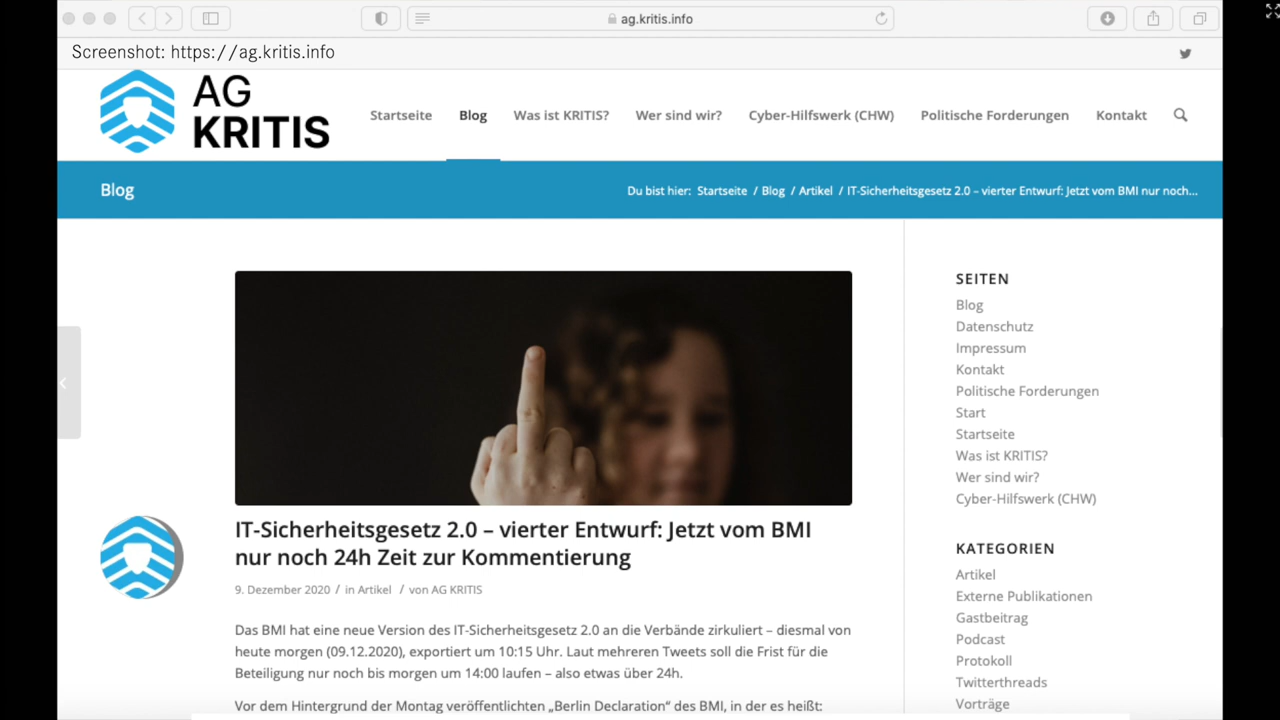 ag.kritis.info
Screenshot: https://ag.kritis.info
AG
KRITIS
Startseite
Blog
Was ist KRITIS?
Wer sind wir?
Cyber-Hilfswerk (CHW)
Politische Forderungen
Kontakt
Blog
Du bist hier: Startseite / Blog / Artikel / IT-Sicherheitsgesetz 2.0 – vierter Entwurf: Jetzt vom BMI nur noch...
IT-Sicherheitsgesetz 2.0 – vierter Entwurf: Jetzt vom BMI
nur noch 24h Zeit zur Kommentierung
9. Dezember 2020 / in Artikel / von AG KRITIS
Das BMI hat eine neue Version des IT-Sicherheitsgesetz 2.0 an die Verbände zirkuliert – diesmal von
heute morgen (09.12.2020), exportiert um 10:15 Uhr. Laut mehreren Tweets soll die Frist für die
Beteiligung nur noch bis morgen um 14:00 laufen – also etwas über 24h.
Vor dem Hintergrund der Montag veröffentlichten „Berlin Declaration“ des BMI, in der es heißt:
SEITEN
Blog
Datenschutz
Impressum
Kontakt
Politische Forderungen
Start
Startseite
Was ist KRITIS?
Wer sind wir?
Cyber-Hilfswerk (CHW)
KATEGORIEN
Artikel
Externe Publikationen
Gastbeitrag
Podcast
Protokoll
Twitterthreads
Vorträge